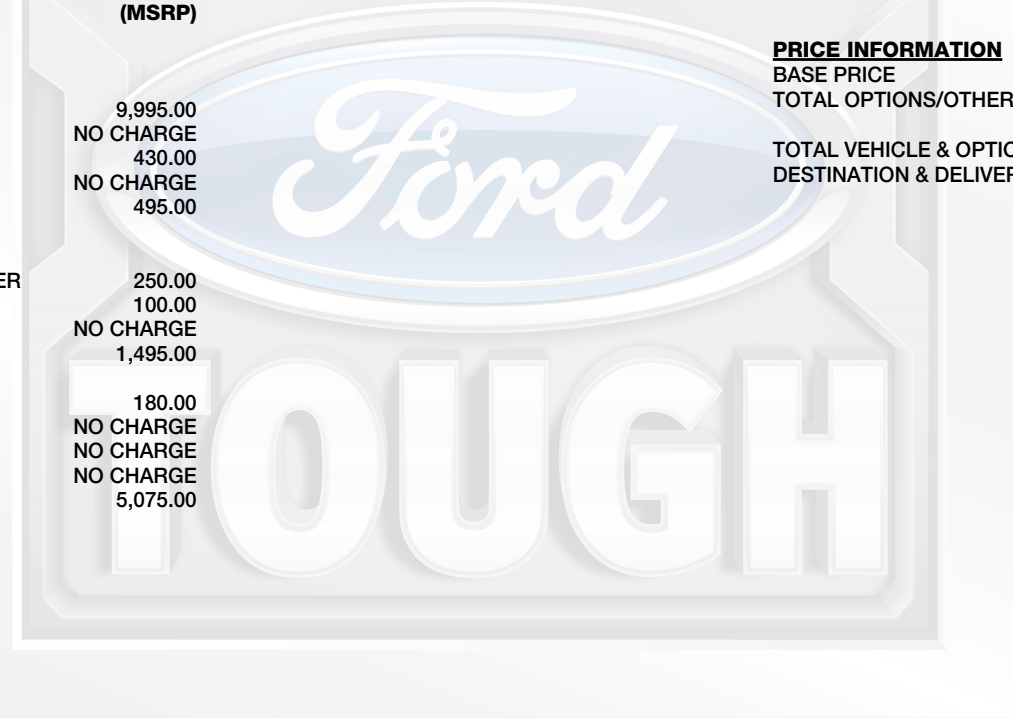 (MSRP)
9,995.00
NO CHARGE
430.00
NO CHARGE
495.00
ER 250.00
100.00
NO CHARGE
1,495.00
180.00
NO CHARGE
NO CHARGE
NO CHARGE
5,075.00
PRICE INFORMATION
BASE PRICE
TOTAL OPTIONS/OTHER
TOTAL VEHICLE & OPTIO
DESTINATION & DELIVER
Ford
TOUGH